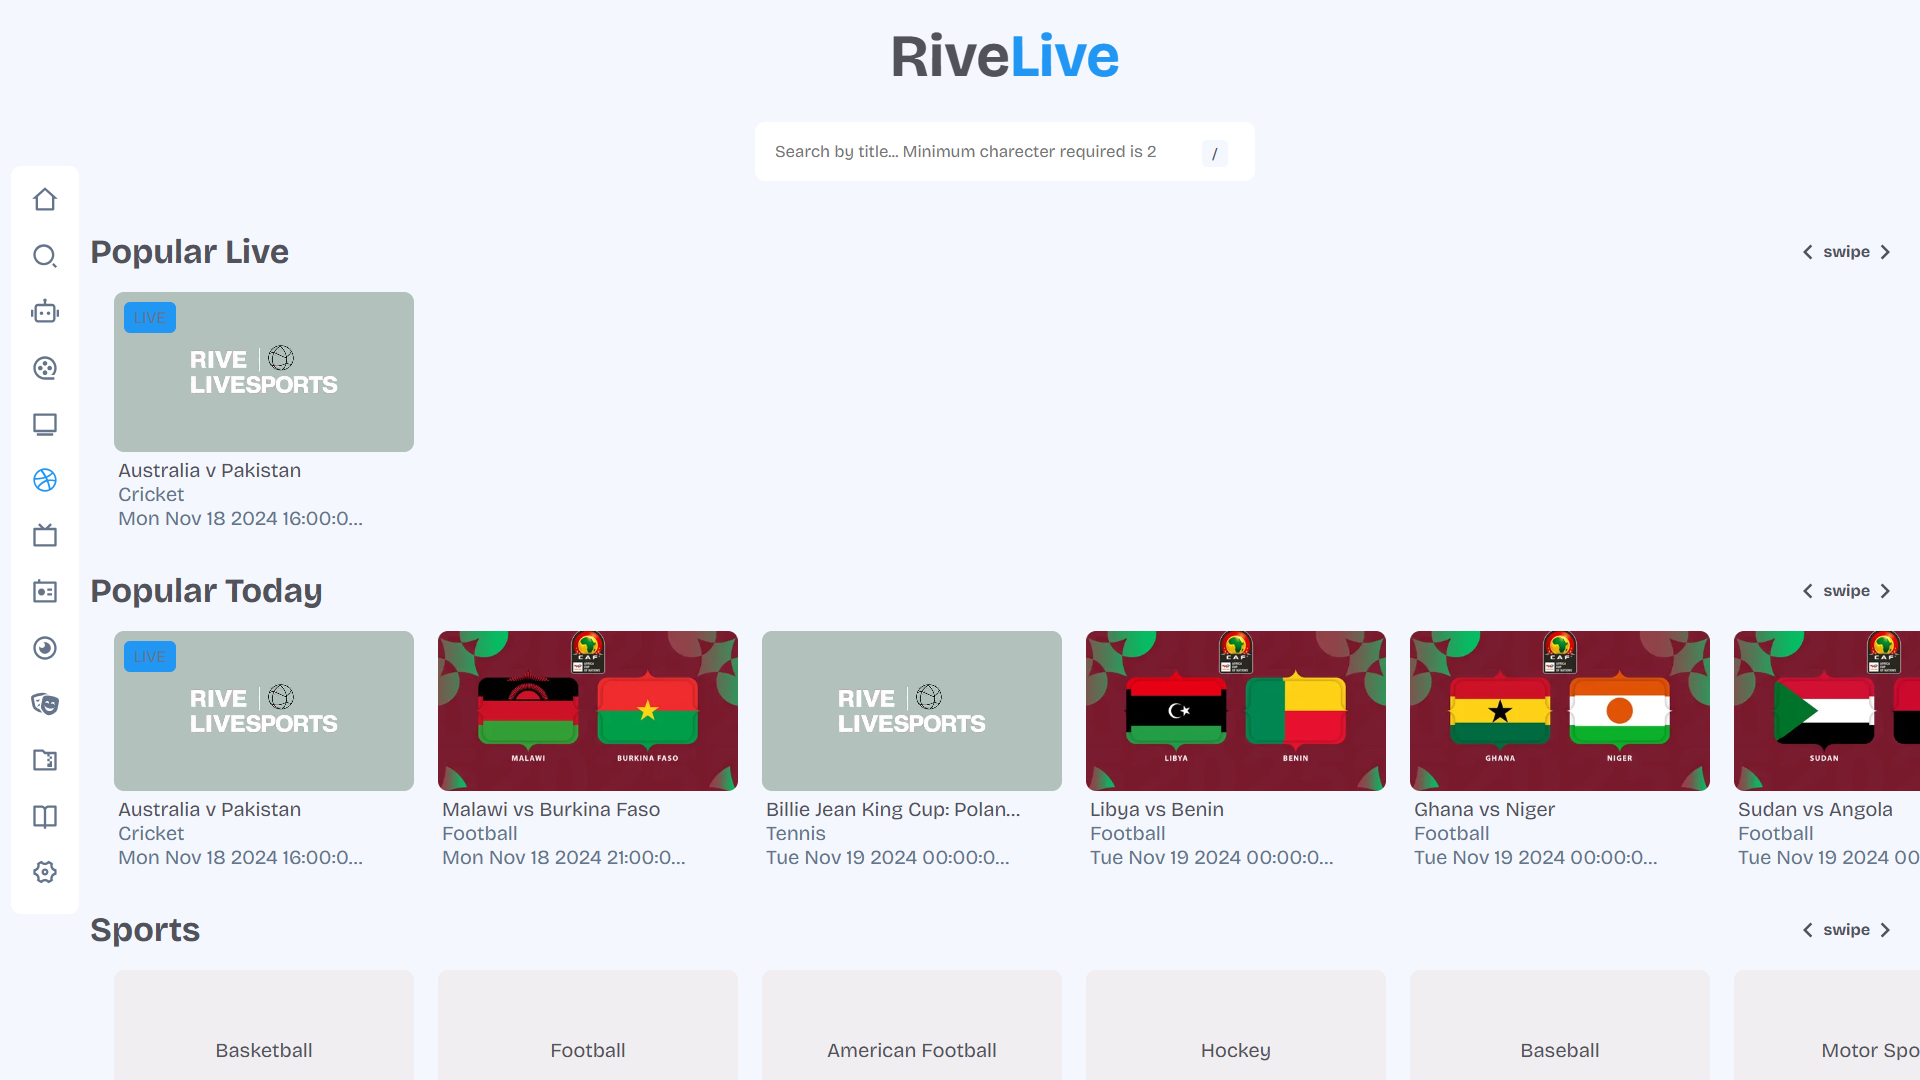 RiveLive
Search by title... Minimum charecter required is 2 /
Popular Live
swipe
LIVE
RIVE
LIVESPORTS
Australia v Pakistan
Cricket
Mon Nov 18 2024 16:00:0...
Popular Today
swipe
LIVE
RIVE
LIVESPORTS
Australia v Pakistan
Cricket
Mon Nov 18 2024 16:00:0...
CAF
MALAWI
BURKINA FASO
Malawi vs Burkina Faso
Football
Mon Nov 18 2024 21:00:0...
RIVE
LIVESPORTS
Billie Jean King Cup: Polan...
Tennis
Tue Nov 19 2024 00:00:0...
CAF
LIBYA
BENIN
Libya vs Benin
Football
Tue Nov 19 2024 00:00:0...
CAF
GHANA
NIGER
Ghana vs Niger
Football
Tue Nov 19 2024 00:00:0...
CAF
SUDAN
Sudan vs Angola
Football
Tue Nov 19 2024 00
Sports
swipe
Basketball
Football
American Football
Hockey
Baseball
Motor Spo